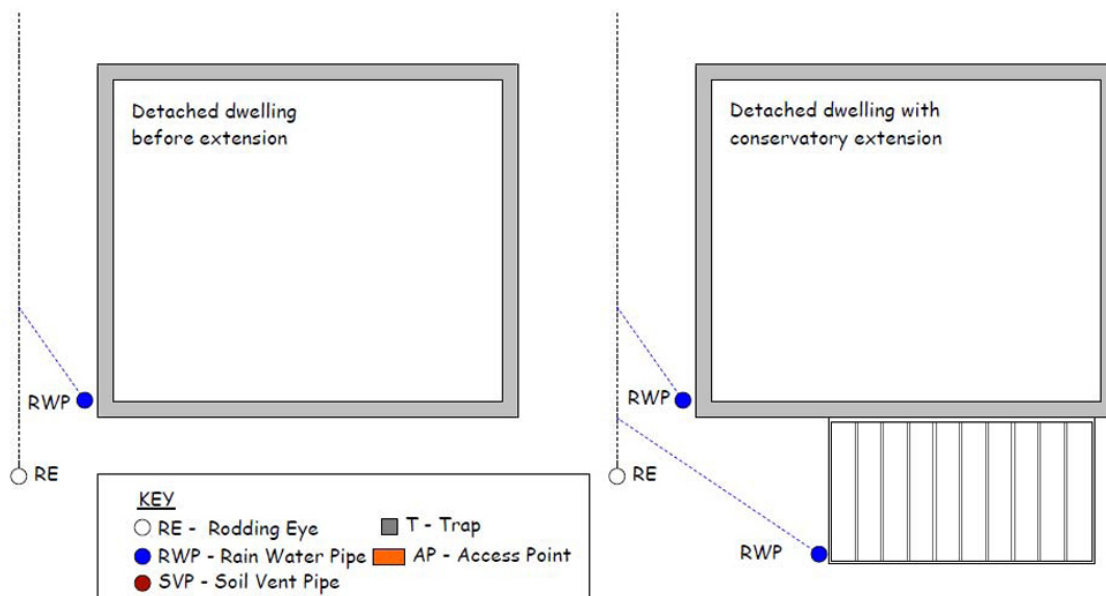 Detached dwelling
before extension
RWP
RE
KEY
RE - Rodding Eye
T - Trap
RWP - Rain Water Pipe
AP - Access Point
SVP - Soil Vent Pipe
Detached dwelling with
conservatory extension
RWP
RE
RWP